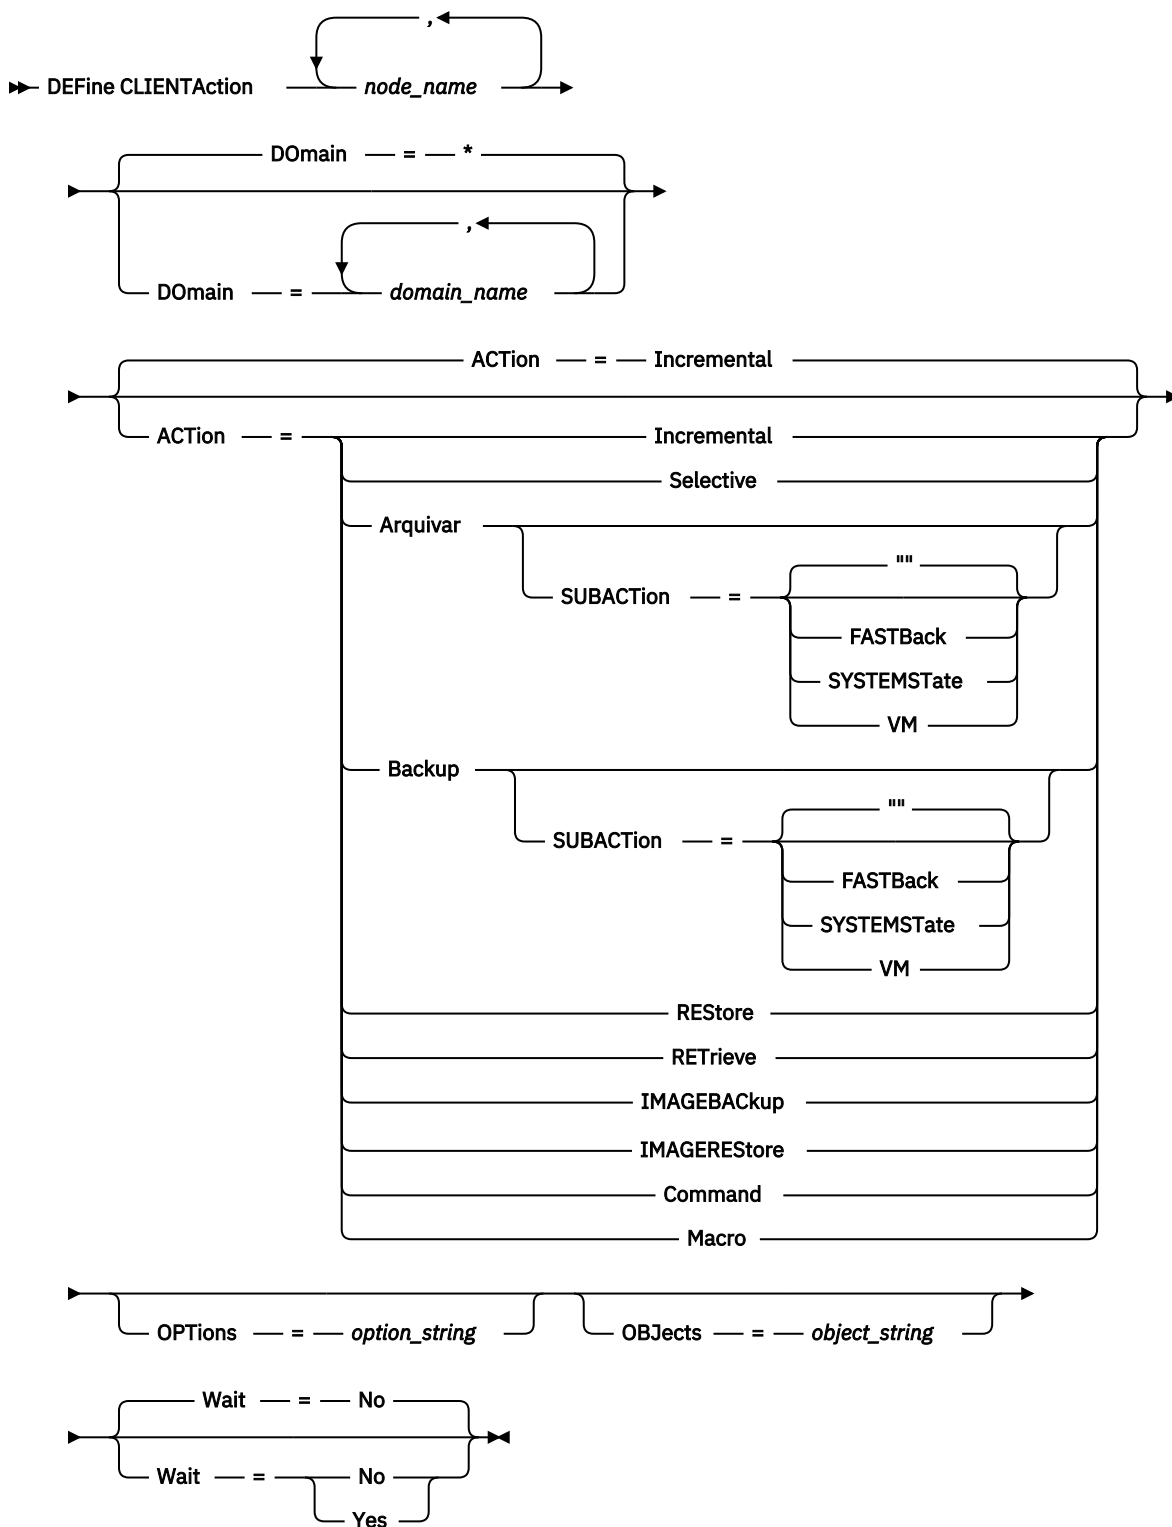 ,
DEFine CLIENTAction node_name
DOmain = *
,
DOmain = domain_name
ACTion = Incremental
ACTion = Incremental
Selective
Arquivar
""
SUBACTion =
FASTBack
SYSTEMSTate
VM
Backup
""
SUBACTion =
FASTBack
SYSTEMSTate
VM
REStore
RETrieve
IMAGEBACkup
IMAGEREStore
Command
Macro
OPTions = option_string OBJects = object_string
Wait = No
Wait = No
Yes